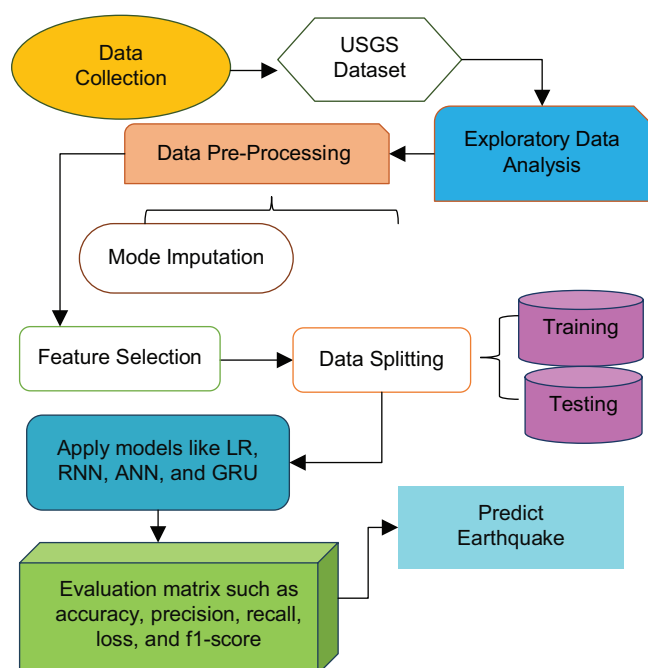 Data
Collection
USGS
Dataset
Exploratory Data
Analysis
Data Pre-Processing
Mode Imputation
Feature Selection
Data Splitting
Training
Testing
Apply models like LR,
RNN, ANN, and GRU
Predict
Earthquake
Evaluation matrix such as
accuracy, precision, recall,
loss, and f1-score